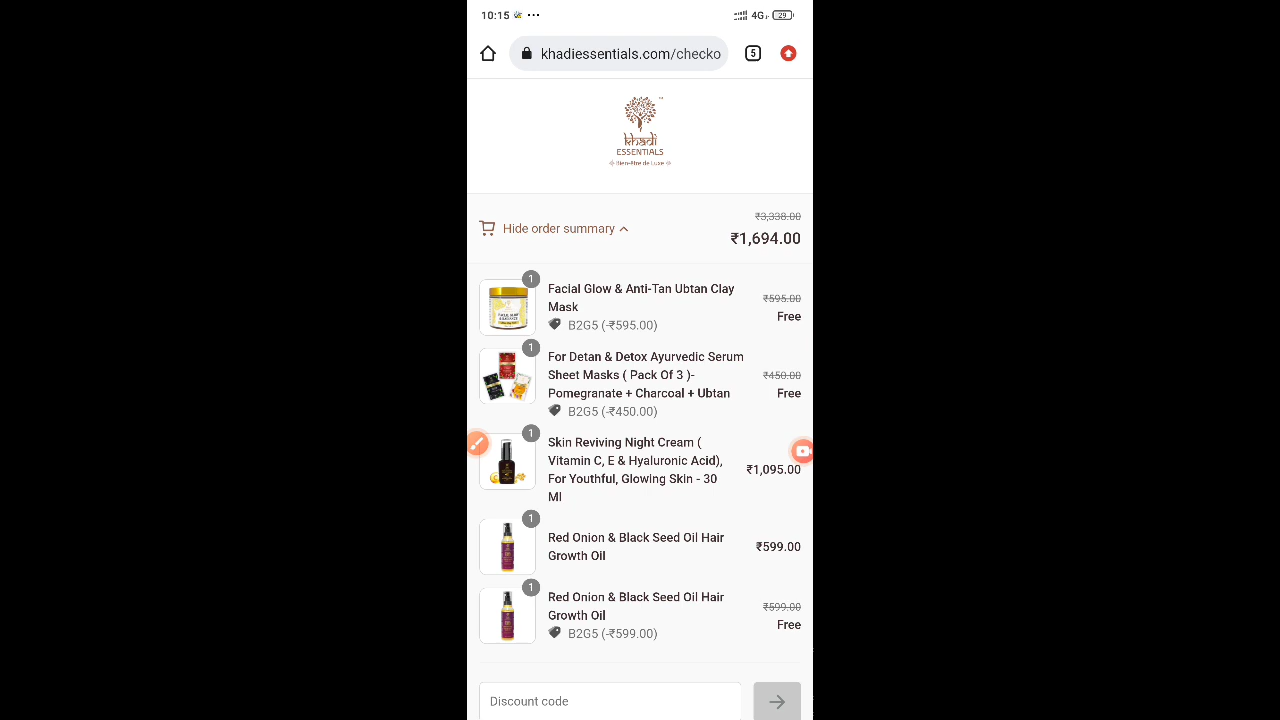 10:15 ...
4G
29
khadiessentials.com/checko
5
khadi
ESSENTIALS
Bien-être de Luxe
₹3,338.00
Hide order summary
₹1,694.00
1
Facial Glow & Anti-Tan Ubtan Clay
Mask
₹595.00
Free
B2G5 (-₹595.00)
1
For Detan & Detox Ayurvedic Serum
Sheet Masks ( Pack Of 3 )-
Pomegranate + Charcoal + Ubtan
₹450.00
Free
B2G5 (-₹450.00)
1
Skin Reviving Night Cream (
Vitamin C, E & Hyaluronic Acid),
For Youthful, Glowing Skin - 30
Ml
₹1,095.00
1
Red Onion & Black Seed Oil Hair
Growth Oil
₹599.00
1
Red Onion & Black Seed Oil Hair
Growth Oil
₹599.00
Free
B2G5 (-₹599.00)
Discount code